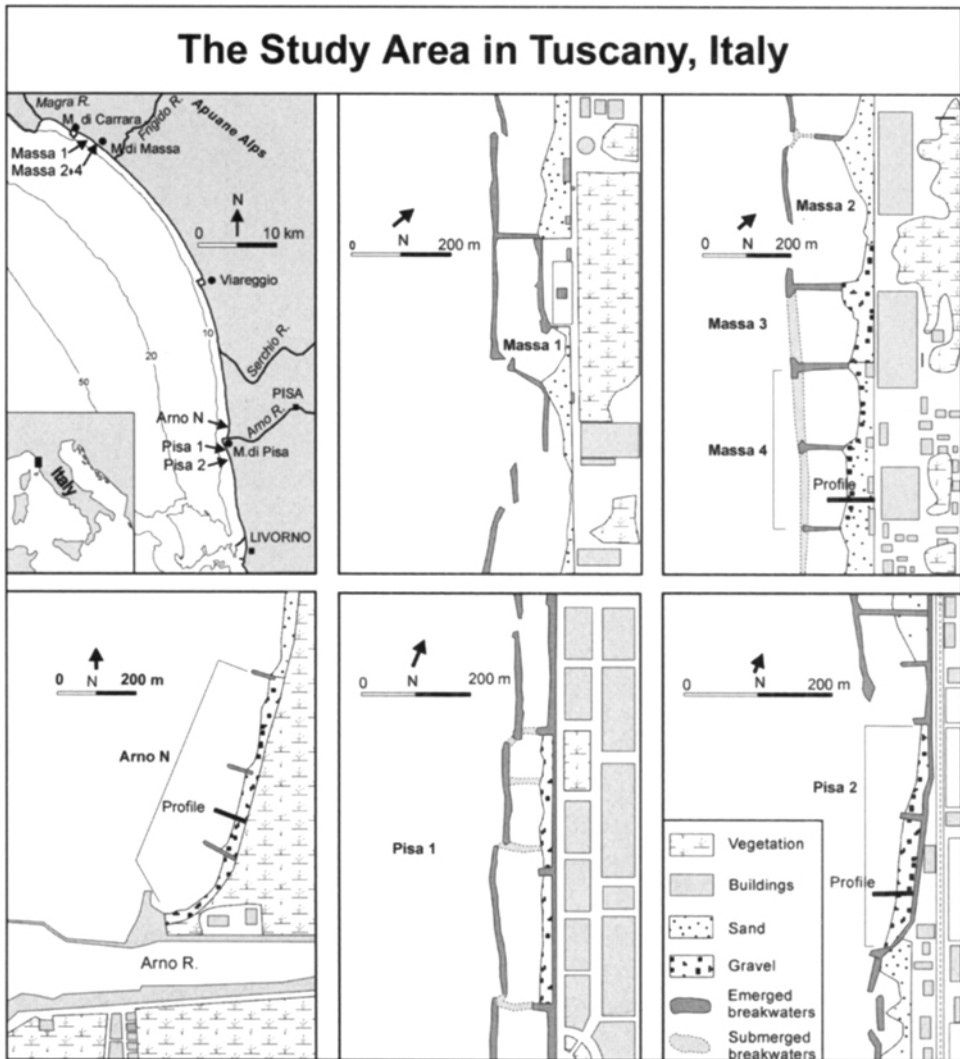 The Study Area in Tuscany, Italy
Magra R.
M. di Carrara
Frigido R.
Apuane Alps
Massa 1
M.di Massa
Massa 2+4
N
0 10 km
Viareggio
10
20
50
Serchio R.
PISA
Arno N
Arno R.
Pisa 1
M.di Pisa
Pisa 2
LIVORNO
Italy
0 N 200 m
Massa 1
0 N 200 m
Massa 2
Massa 3
Massa 4
Profile
0 N 200 m
Arno N
Profile
Arno R.
0 N 200 m
Pisa 1
0 N 200 m
Pisa 2
Profile
Vegetation
Buildings
Sand
Gravel
Emerged
breakwaters
Submerged
breakwaters